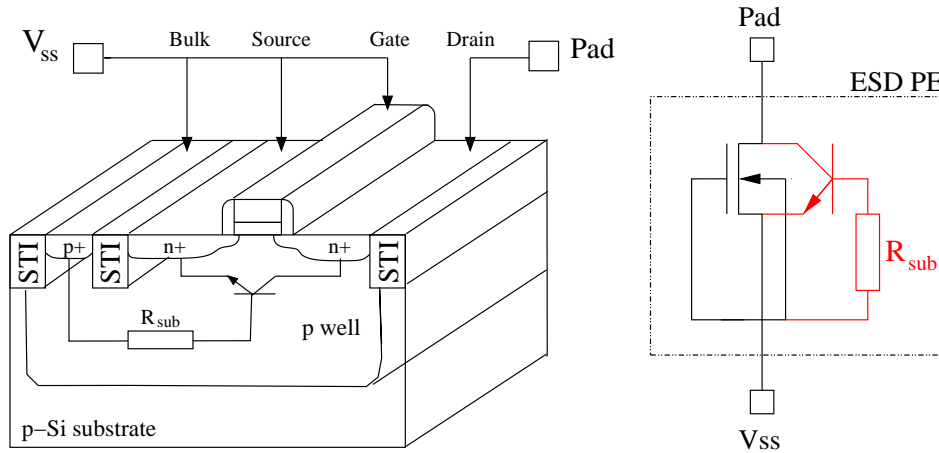 Vss
Bulk
Source
Gate
Drain
Pad
STI
p+
STI
n+
n+
STI
Rsub
p well
p−Si substrate
Pad
ESD PE
Rsub
Vss